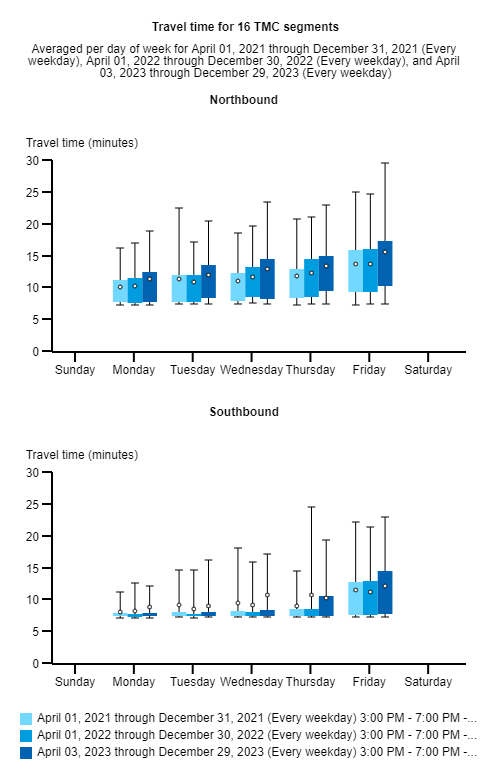 Travel time for 16 TMC segments
Averaged per day of week for April 01, 2021 through December 31, 2021 (Every
weekday), April 01, 2022 through December 30, 2022 (Every weekday), and April
03, 2023 through December 29, 2023 (Every weekday)
Northbound
Travel time (minutes)
30
25
20
15
10
5
0
Sunday Monday Tuesday Wednesday Thursday Friday Saturday
Southbound
Travel time (minutes)
30
25
20
15
10
5
0
Sunday Monday Tuesday Wednesday Thursday Friday Saturday
April 01, 2021 through December 31, 2021 (Every weekday) 3:00 PM - 7:00 PM -...
April 01, 2022 through December 30, 2022 (Every weekday) 3:00 PM - 7:00 PM -...
April 03, 2023 through December 29, 2023 (Every weekday) 3:00 PM - 7:00 PM -...